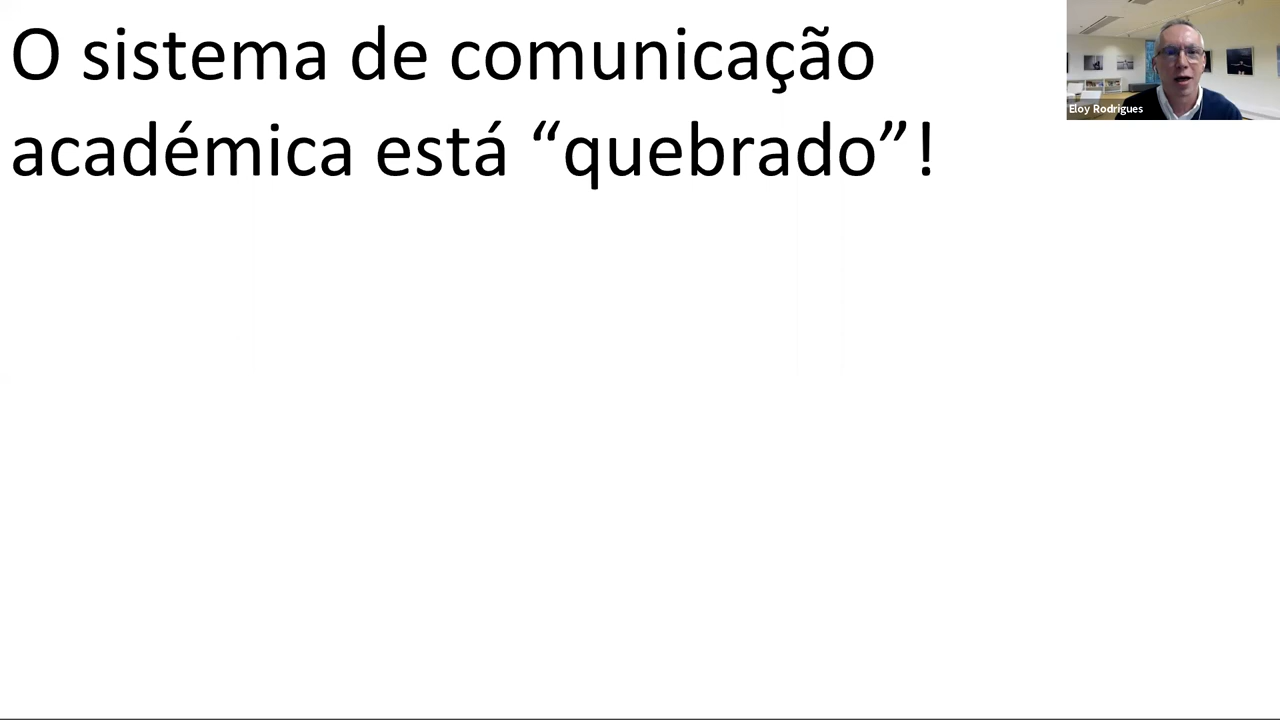 O sistema de comunicação
académica está “quebrado”!
Eloy Rodrigues